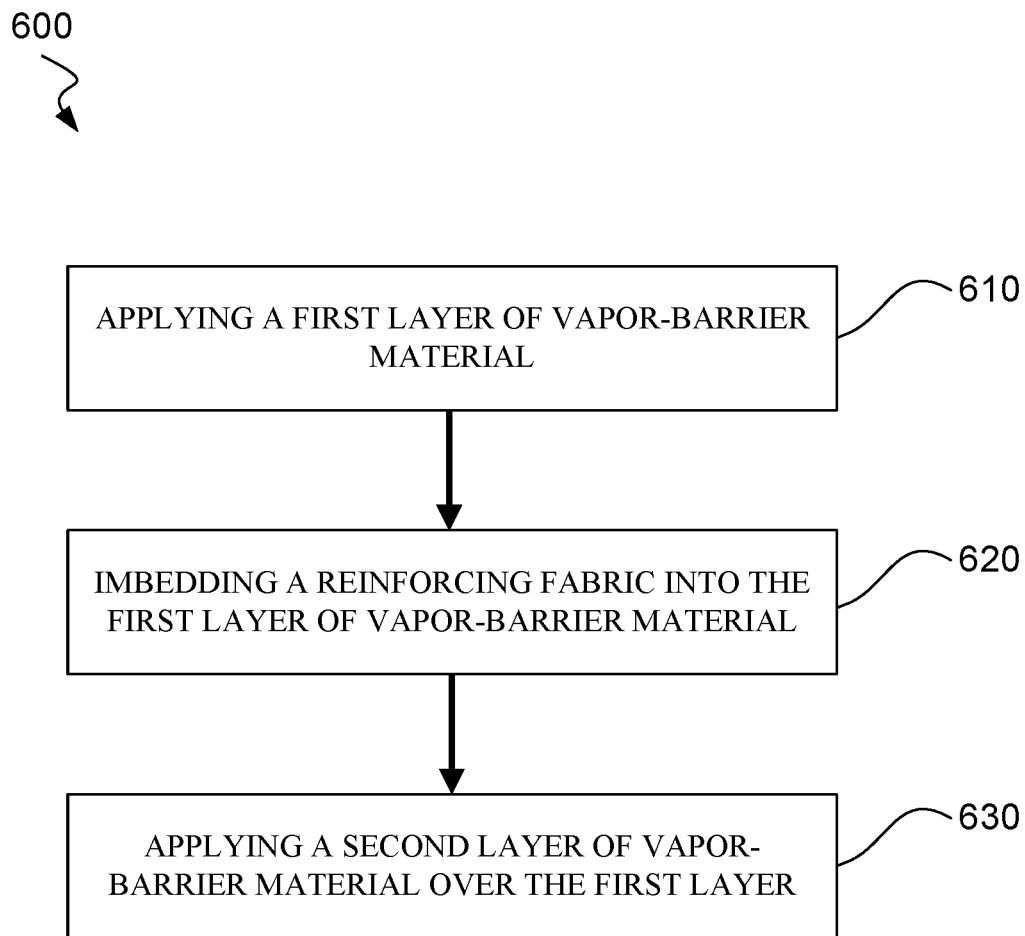 600
APPLYING A FIRST LAYER OF VAPOR-BARRIER
MATERIAL
610
IMBEDDING A REINFORCING FABRIC INTO THE
FIRST LAYER OF VAPOR-BARRIER MATERIAL
620
APPLYING A SECOND LAYER OF VAPOR-
BARRIER MATERIAL OVER THE FIRST LAYER
630